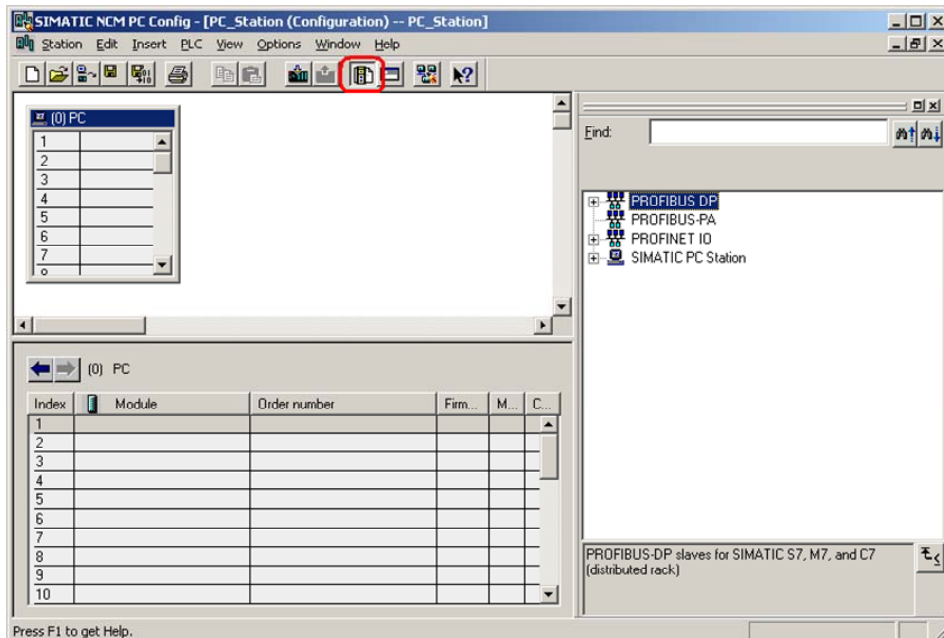 SIMATIC NCM PC Config - [PC_Station (Configuration) -- PC_Station]
Station Edit Insert PLC View Options Window Help
(0) PC
1
2
3
4
5
6
7
8
Find:
PROFIBUS DP
PROFIBUS-PA
PROFINET IO
SIMATIC PC Station
(0) PC
Index Module Order number Firm... M... C...
1
2
3
4
5
6
7
8
9
10
PROFIBUS-DP slaves for SIMATIC S7, M7, and C7
(distributed rack)
Press F1 to get Help.